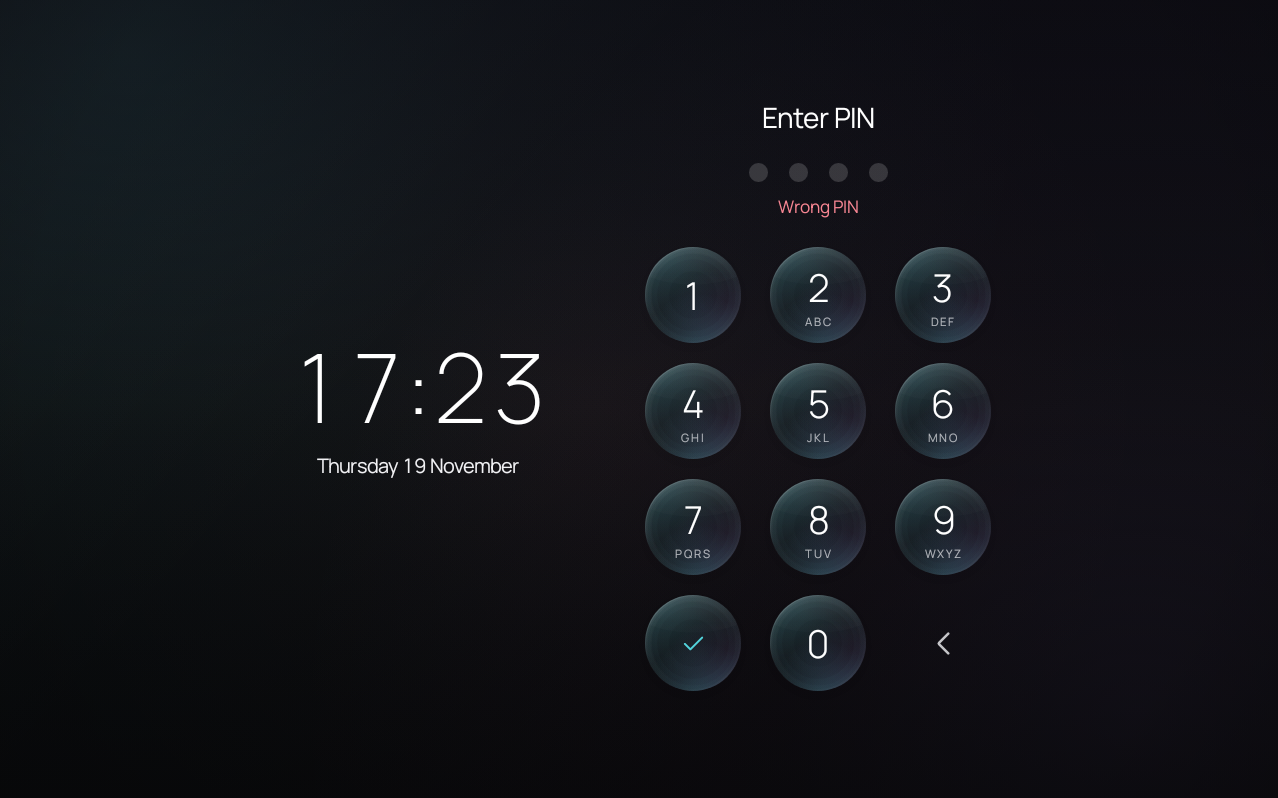 17:23
Thursday 19 November
Enter PIN
Wrong PIN
1
2
ABC
3
DEF
4
GHI
5
JKL
6
MNO
7
PQRS
8
TUV
9
WXYZ
0